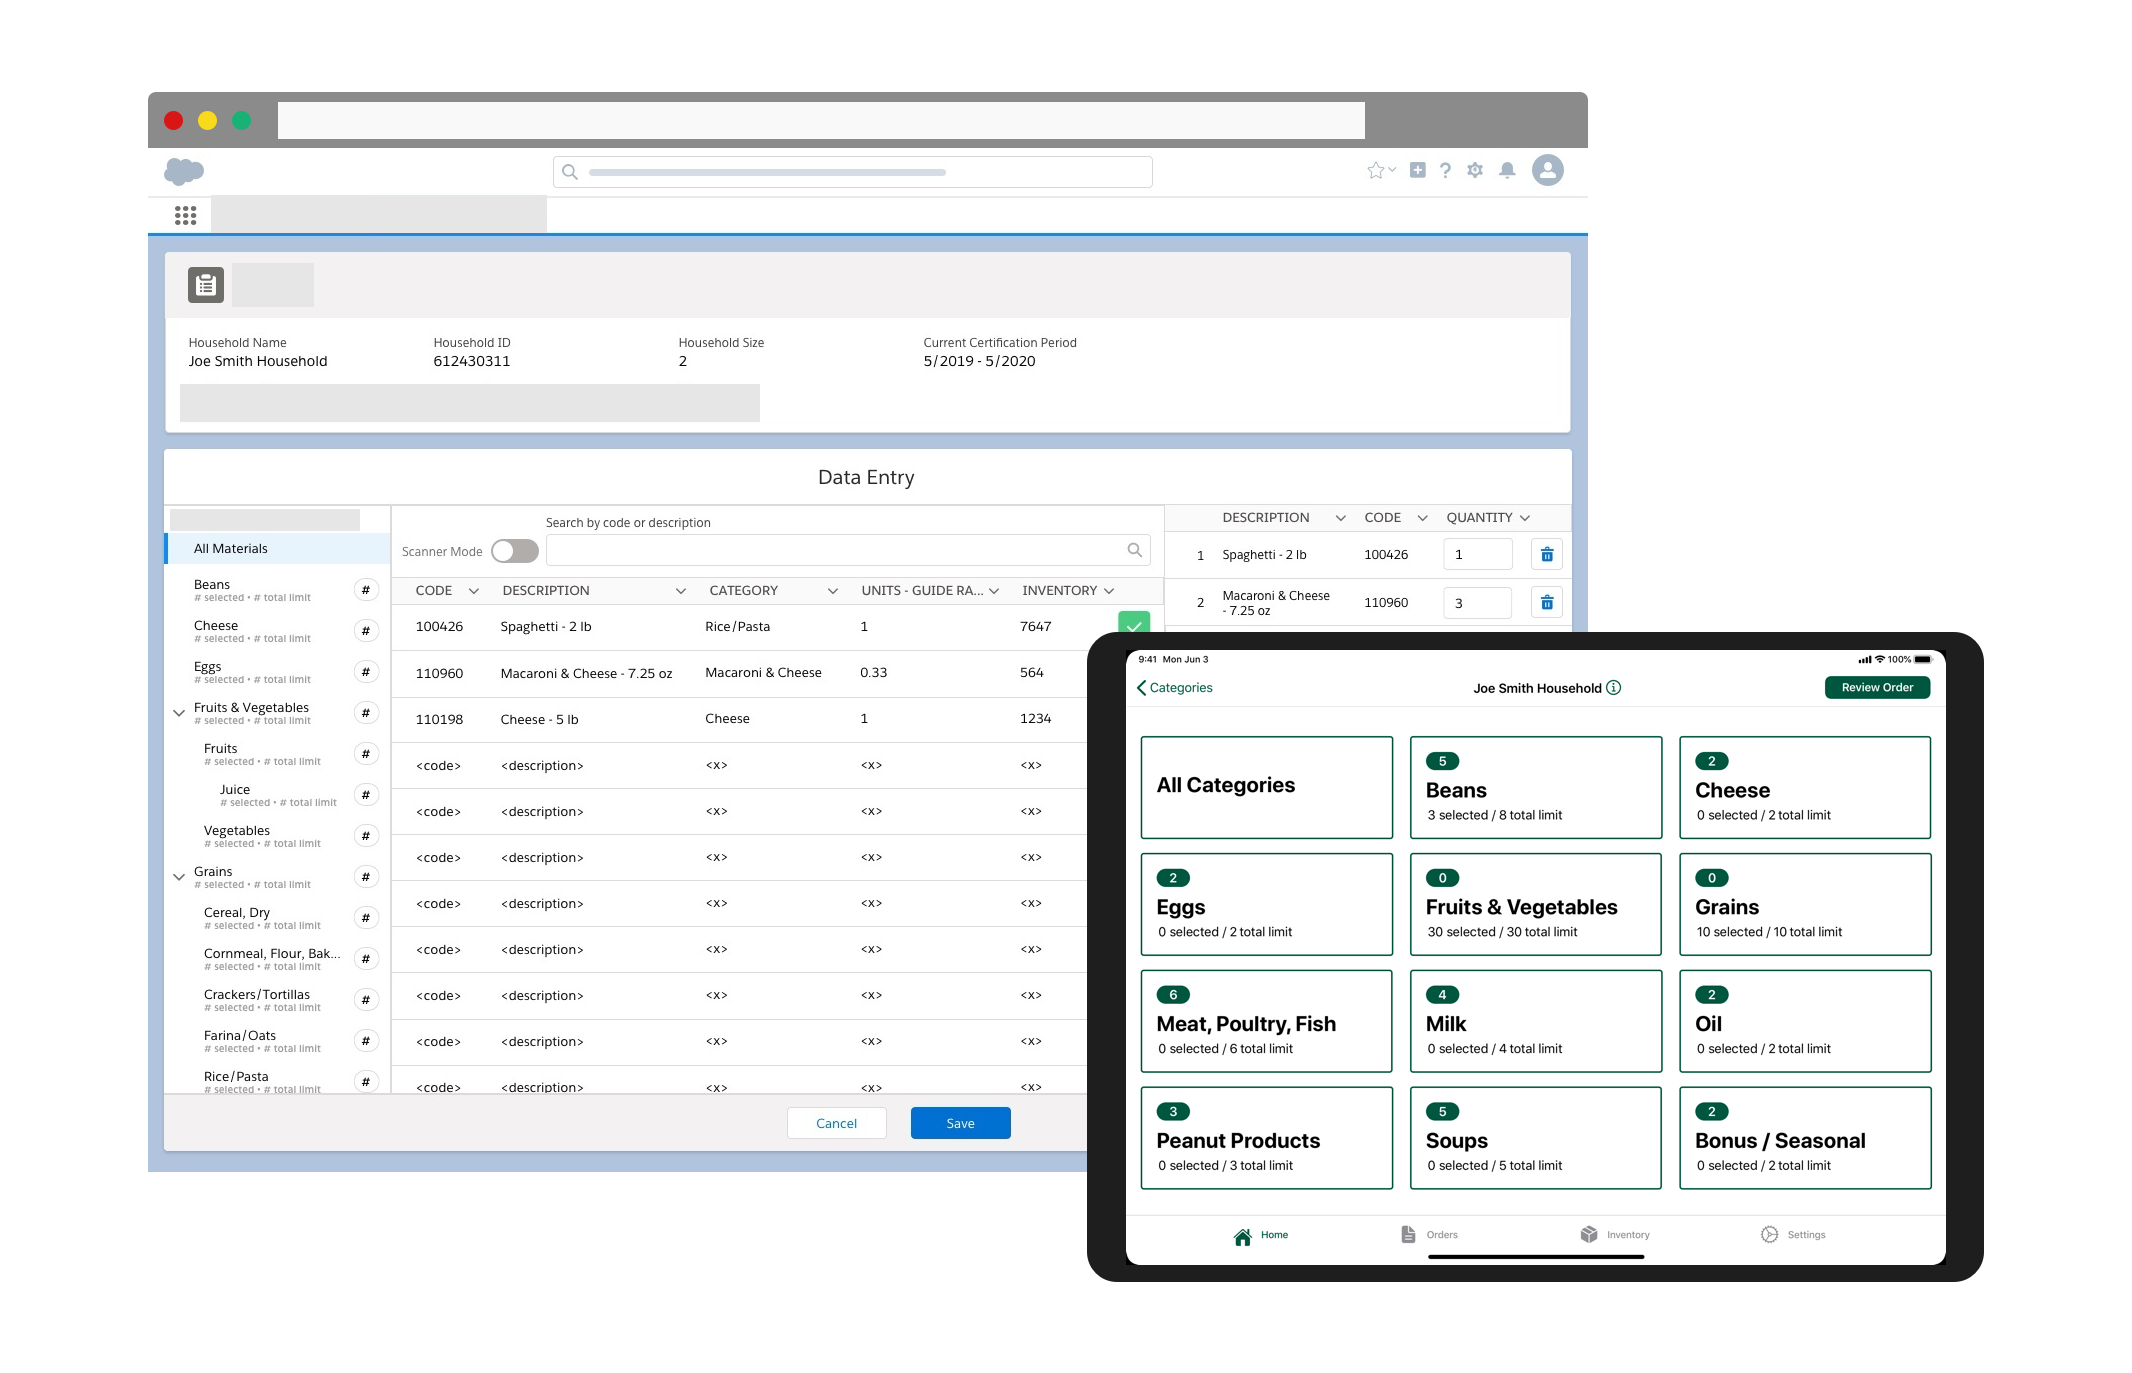 Household Name
Household ID
Household Size
Current Certification Period
Joe Smith Household
612430311
2
5/2019 - 5/2020
Data Entry
All Materials
Beans
# selected • # total limit
#
Cheese
# selected • # total limit
#
Eggs
# selected • # total limit
#
Fruits & Vegetables
# selected • # total limit
#
Fruits
# selected • # total limit
#
Juice
# selected • # total limit
#
Vegetables
# selected • # total limit
#
Grains
# selected • # total limit
#
Cereal, Dry
# selected • # total limit
#
Cornmeal, Flour, Bak...
# selected • # total limit
#
Crackers/Tortillas
# selected • # total limit
#
Farina/Oats
# selected • # total limit
#
Rice/Pasta
# selected • # total limit
#
Search by code or description
Scanner Mode
CODE DESCRIPTION CATEGORY UNITS - GUIDE RA... INVENTORY
100426 Spaghetti - 2 lb Rice/Pasta 1 7647
110960 Macaroni & Cheese - 7.25 oz Macaroni & Cheese 0.33 564
110198 Cheese - 5 lb Cheese 1 1234
<code> <description> <x> <x> <x>
<code> <description> <x> <x> <x>
<code> <description> <x> <x> <x>
<code> <description> <x> <x> <x>
<code> <description> <x> <x> <x>
<code> <description> <x> <x> <x>
<code> <description> <x> <x> <x>
<code> <description> <x> <x> <x>
DESCRIPTION CODE QUANTITY
1 Spaghetti - 2 lb 100426 1
2 Macaroni & Cheese
- 7.25 oz 110960 3
Cancel
Save
9:41 Mon Jun 3
100%
Categories
Joe Smith Household
Review Order
All Categories
5
Beans
3 selected / 8 total limit
2
Cheese
0 selected / 2 total limit
2
Eggs
0 selected / 2 total limit
0
Fruits & Vegetables
30 selected / 30 total limit
0
Grains
10 selected / 10 total limit
6
Meat, Poultry, Fish
0 selected / 6 total limit
4
Milk
0 selected / 4 total limit
2
Oil
0 selected / 2 total limit
3
Peanut Products
0 selected / 3 total limit
5
Soups
0 selected / 5 total limit
2
Bonus / Seasonal
0 selected / 2 total limit
Home
Orders
Inventory
Settings